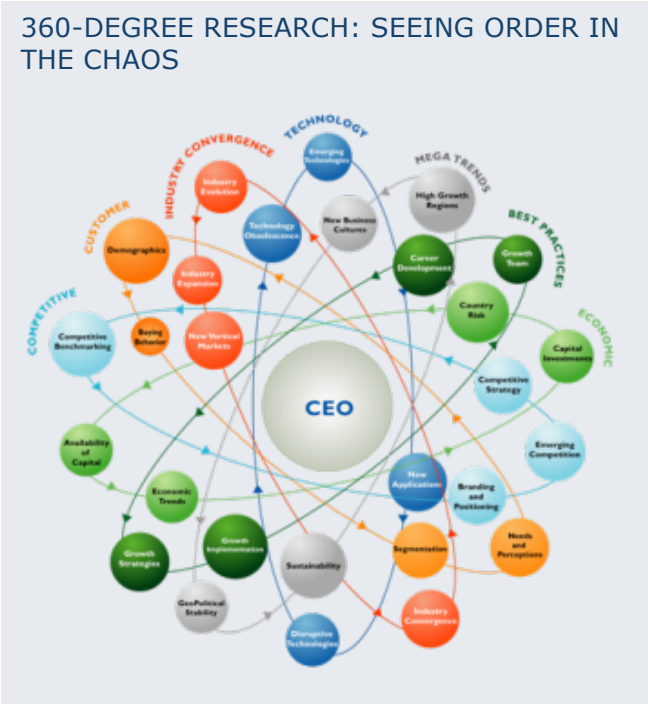 360-DEGREE RESEARCH: SEEING ORDER IN
THE CHAOS
TECHNOLOGY
INDUSTRY CONVERGENCE
MEGA TRENDS
CUSTOMER
BEST PRACTICES
COMPETITIVE
ECONOMIC
Emerging
Technologies
Industry
Evolution
High Growth
Regions
New Business
Cultures
Technology
Obsolescence
Demographics
Career
Development
Growth
Team
Industry
Expansion
Country
Risk
Buying
Behavior
New Vertical
Markets
Competitive
Benchmarking
Capital
Investments
Competitive
Strategy
CEO
Availability
of
Capital
Emerging
Competition
New
Applications
Branding
and
Positioning
Economic
Trends
Growth
Implementation
Segmentation
Needs
and
Perceptions
Growth
Strategies
Sustainability
GeoPolitical
Stability
Industry
Convergence
Disruptive
Technologies